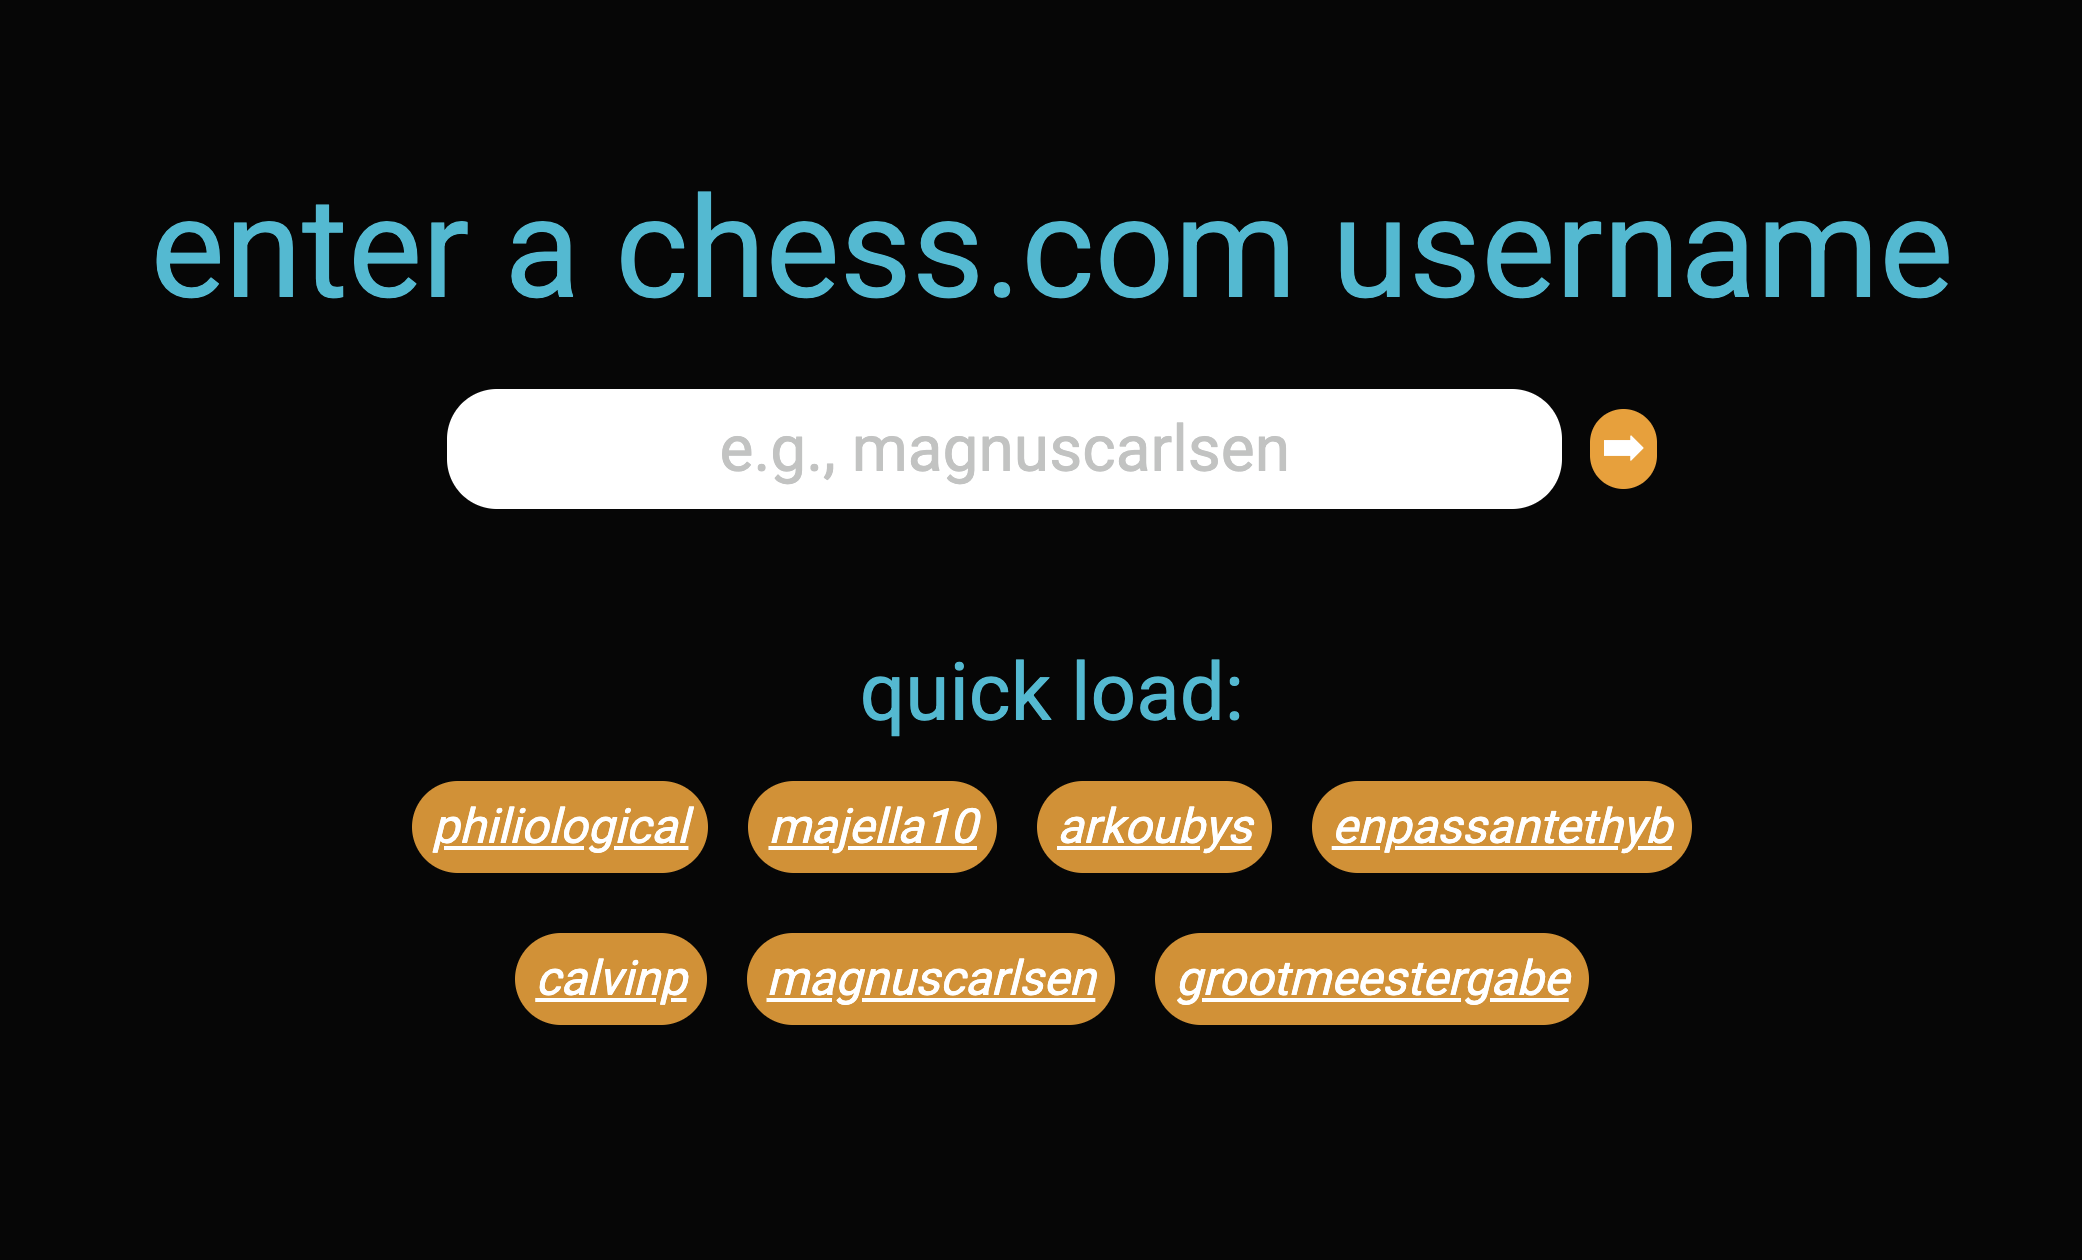 enter a chess.com username
e.g., magnuscarlsen
quick load:
philiological majella10 arkoubys enpassantethyb
calvinp magnuscarlsen grootmeestergabe